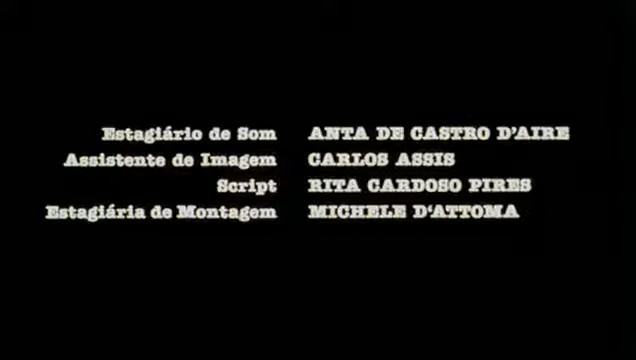 Estagiário de Som ANTA DE CASTRO D'AIRE
Assistente de Imagem CARLOS ASSIS
Script RITA CARDOSO PIRES
Estagiária de Montagem MICHELE D'ATTOMA